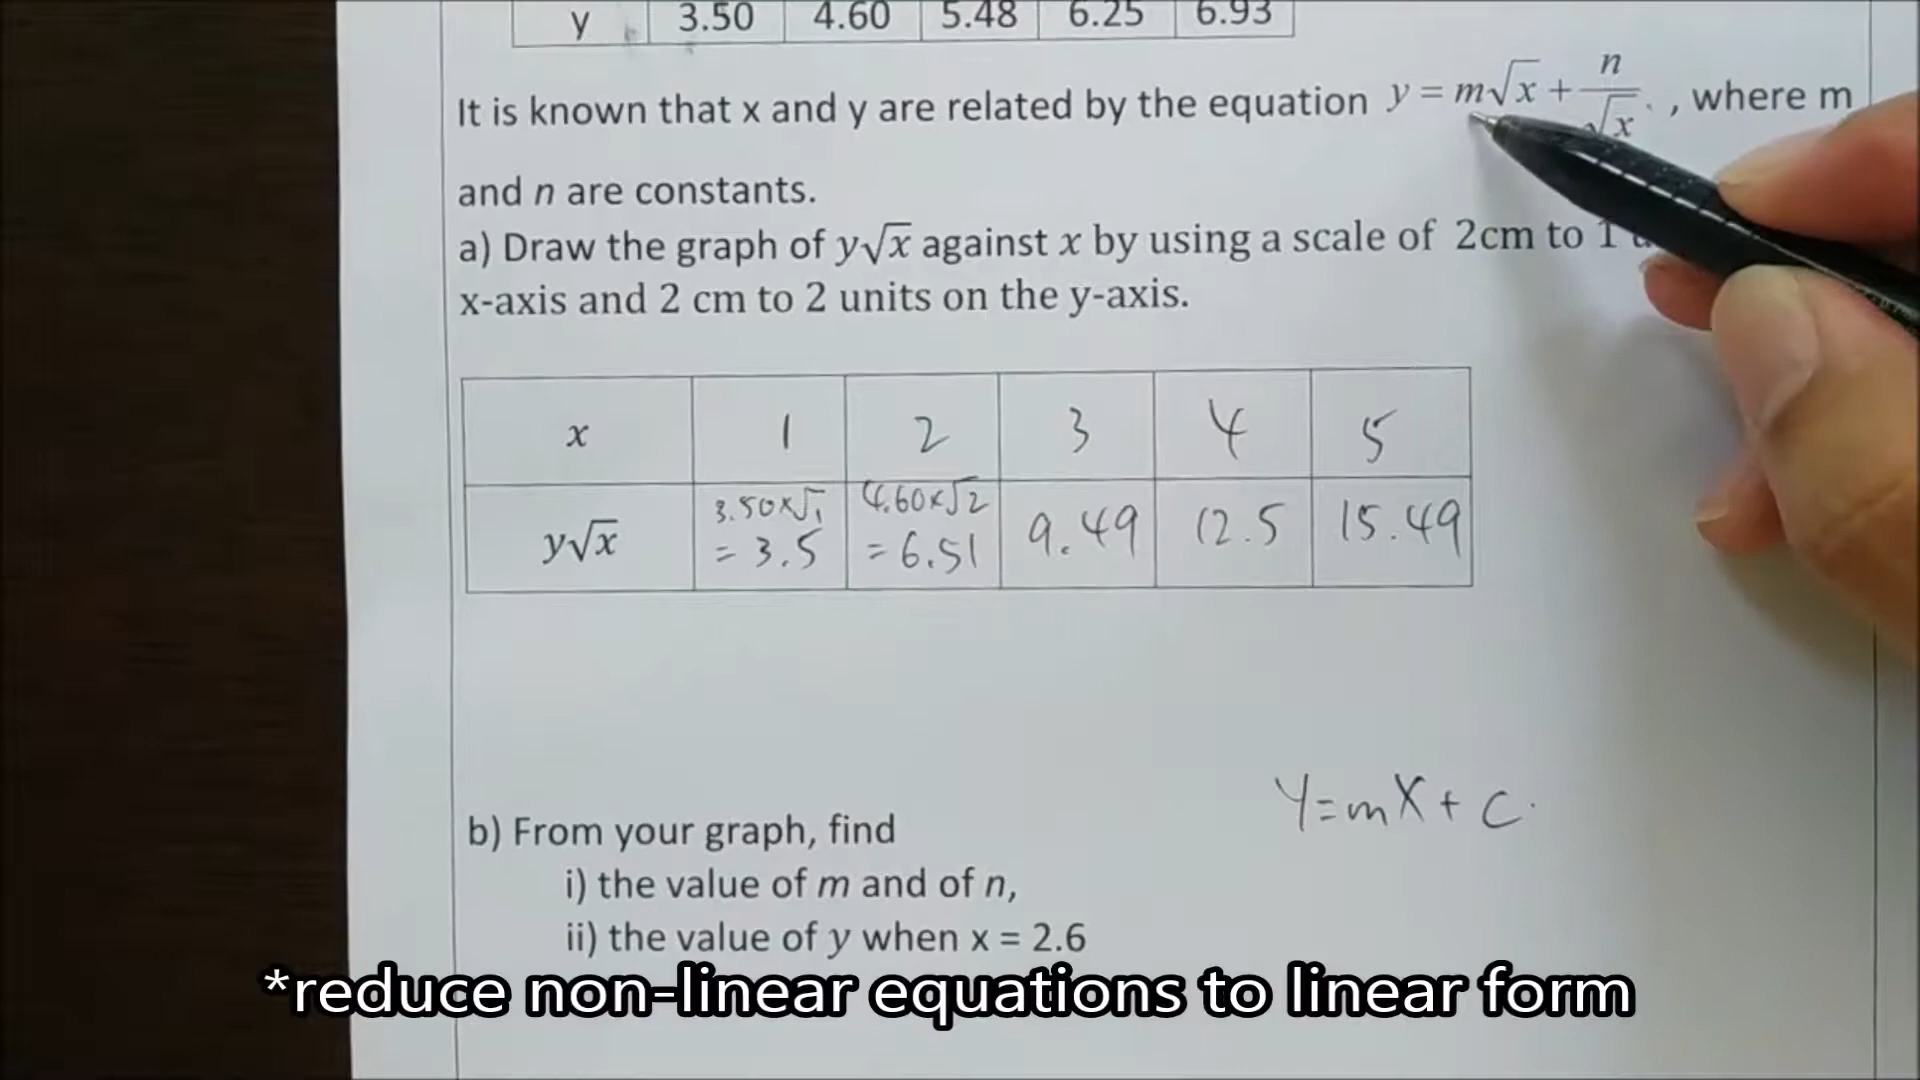 y 3.50 4.60 5.48 6.25 6.93
It is known that x and y are related by the equation y = m√x + n/√x , where m
and n are constants.
a) Draw the graph of y√x against x by using a scale of 2cm to 1
x-axis and 2 cm to 2 units on the y-axis.
x 1 2 3 4 5
y√x 3.50×√1 = 3.5 4.60×√2 = 6.51 9.49 12.5 15.49
Y=mX+c
b) From your graph, find
i) the value of m and of n,
ii) the value of y when x = 2.6
*reduce non-linear equations to linear form